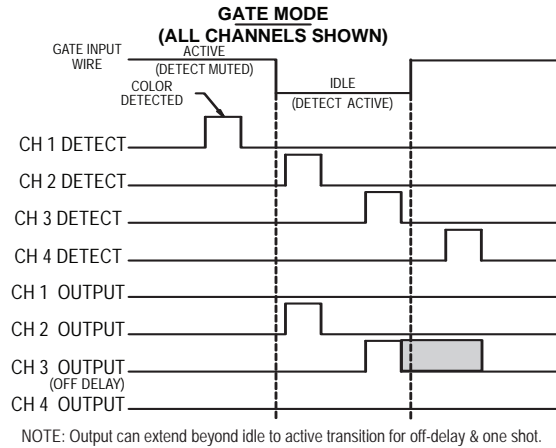 GATE MODE
(ALL CHANNELS SHOWN)
GATE INPUT
WIRE
ACTIVE
(DETECT MUTED)
IDLE
(DETECT ACTIVE)
COLOR
DETECTED
CH 1 DETECT
CH 2 DETECT
CH 3 DETECT
CH 4 DETECT
CH 1 OUTPUT
CH 2 OUTPUT
CH 3 OUTPUT
(OFF DELAY)
CH 4 OUTPUT
NOTE: Output can extend beyond idle to active transition for off-delay & one shot.